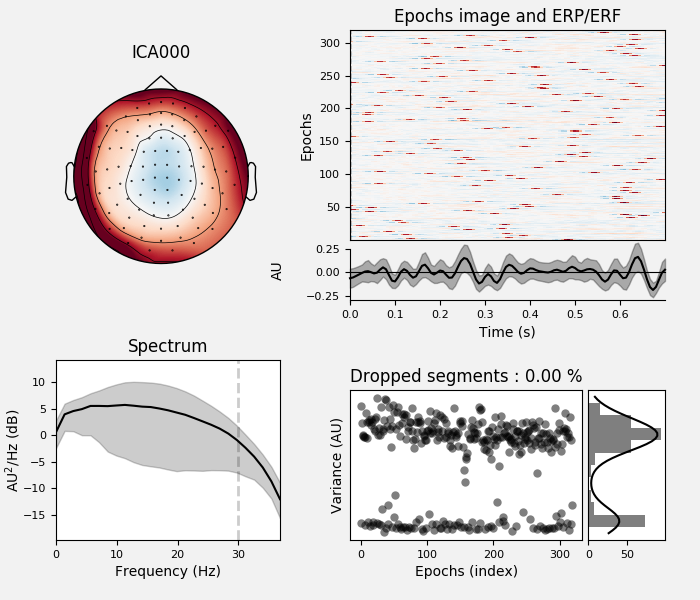 ICA000
Epochs image and ERP/ERF
Epochs
300
250
200
150
100
50
AU
0.25
0.00
−0.25
0.0 0.1 0.2 0.3 0.4 0.5 0.6
Time (s)
Spectrum
AU²/Hz (dB)
10
5
0
−5
−10
−15
0 10 20 30
Frequency (Hz)
Dropped segments : 0.00 %
Variance (AU)
0 100 200 300
Epochs (index)
0 50